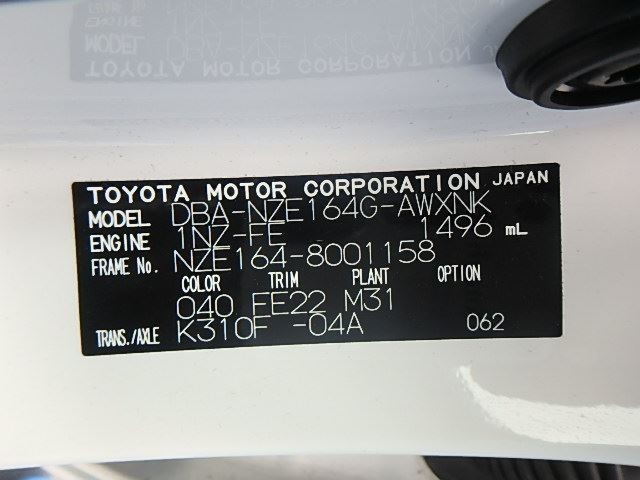 TOYOTA MOTOR CORPORATION JAPAN
MODEL DBA-NZE164G-AWXNK
ENGINE 1NZ-FE 1496 mL
FRAME No. NZE164-8001158
COLOR TRIM PLANT OPTION
040 FE22 M31
TRANS./AXLE K310F -04A 062